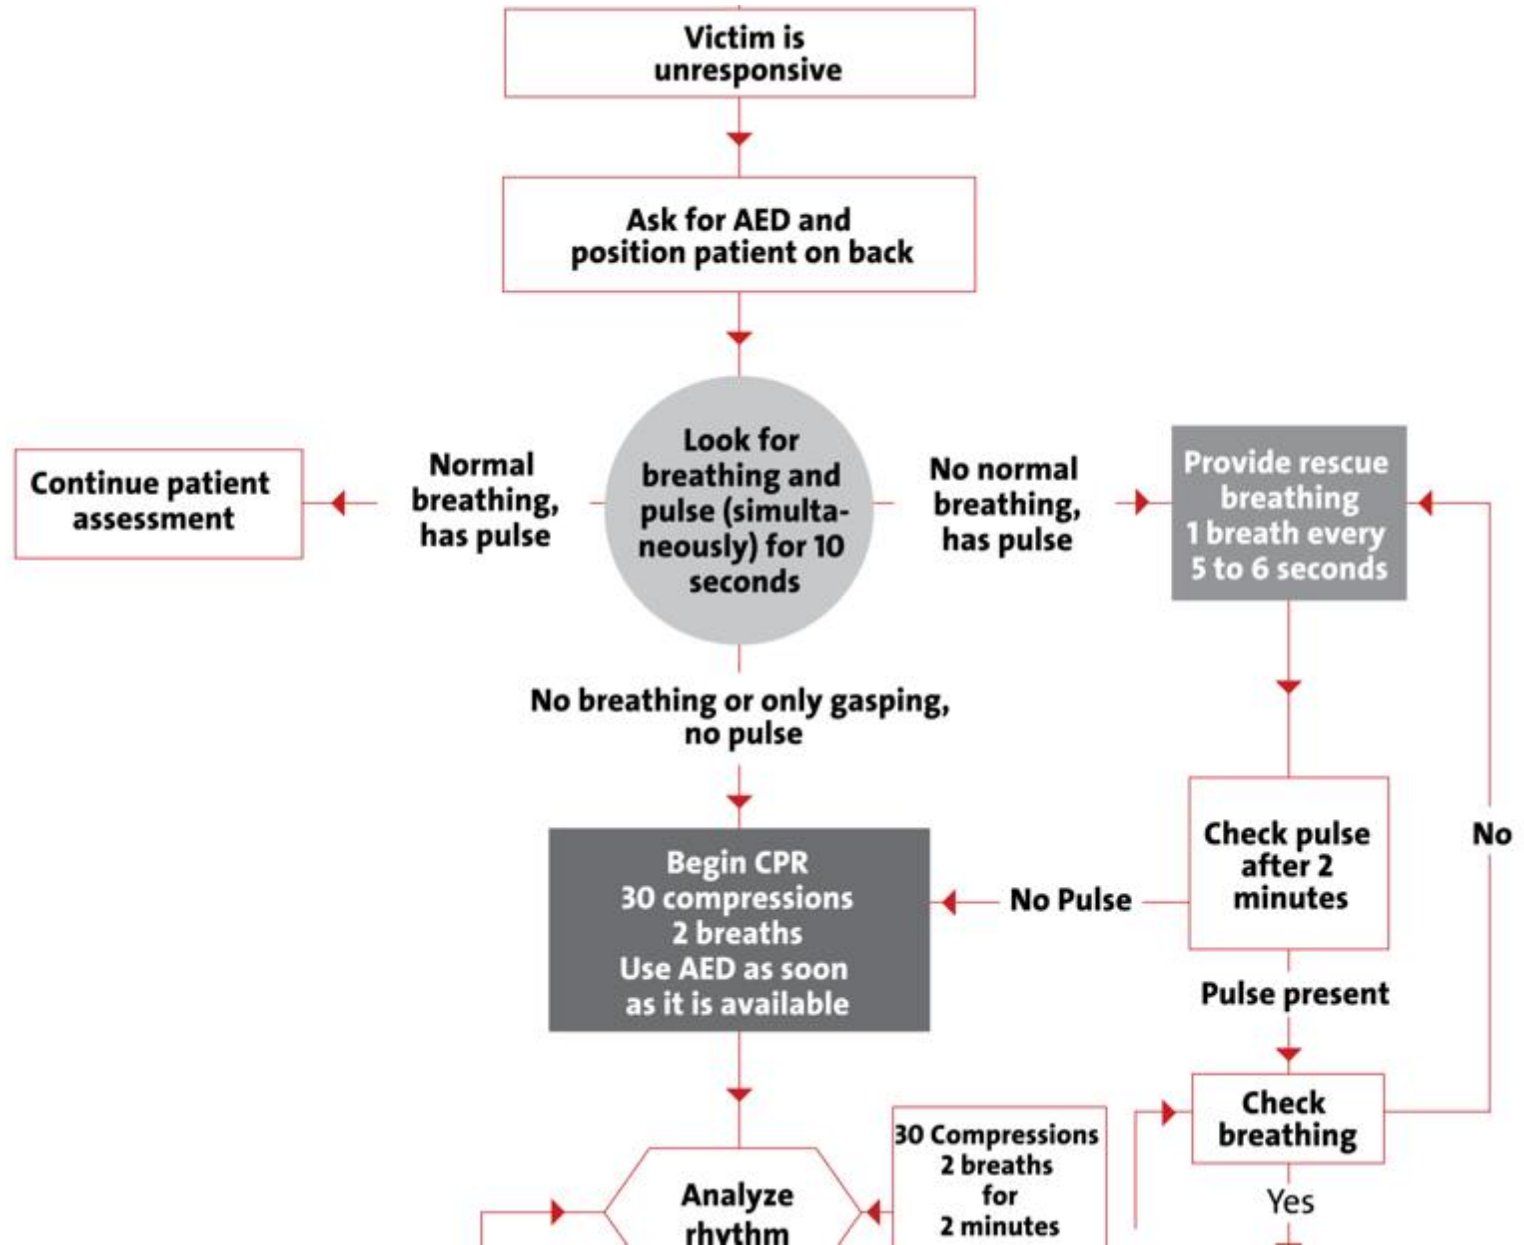 Victim is
unresponsive
Ask for AED and
position patient on back
Look for
breathing and
pulse (simulta-
neously) for 10
seconds
Normal
breathing,
has pulse
Continue patient
assessment
No normal
breathing,
has pulse
Provide rescue
breathing
1 breath every
5 to 6 seconds
No breathing or only gasping,
no pulse
Begin CPR
30 compressions
2 breaths
Use AED as soon
as it is available
No Pulse
Check pulse
after 2
minutes
No
Pulse present
Check
breathing
Yes
30 Compressions
2 breaths
for
2 minutes
Analyze
rhythm